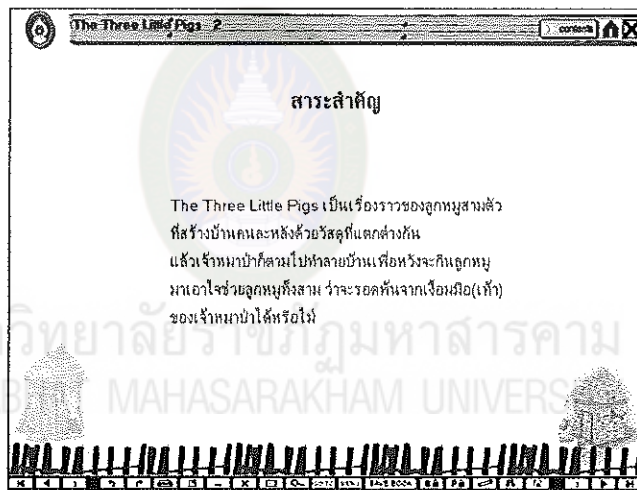 The Three Little Pigs 2
contents
สาระสำคัญ
The Three Little Pigs เป็นเรื่องราวของลูกหมูสามตัว
ที่สร้างบ้านคนละหลังด้วยวัสดุที่แตกต่างกัน
แล้วเจ้าหมาป่าก็ตามไปทำลายบ้านเพื่อหวังจะกินลูกหมู
มาเอาใจช่วยลูกหมูทั้งสาม ว่าจะรอดพ้นจากเงื้อมมือ(เท้า)
ของเจ้าหมาป่าได้หรือไม่
วิทยาลัยราชภัฏมหาสารคาม
MAHASARAKHAM UNIVERS